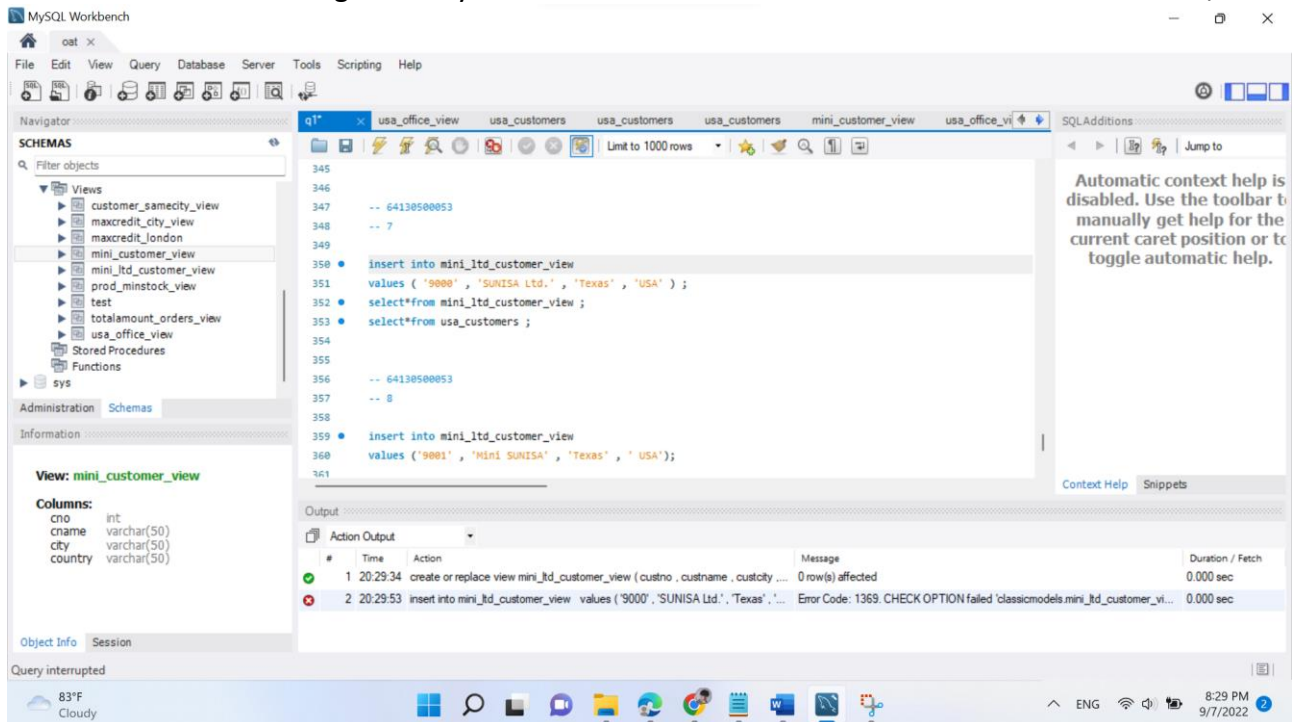 MySQL Workbench
oat
File Edit View Query Database Server Tools Scripting Help
Navigator
SCHEMAS
Filter objects
Views
customer_samecity_view
maxcredit_city_view
maxcredit_london
mini_customer_view
mini_ltd_customer_view
prod_minstock_view
test
totalamount_orders_view
usa_office_view
Stored Procedures
Functions
sys
Administration Schemas
Information
View: mini_customer_view
Columns:
cno int
cname varchar(50)
city varchar(50)
country varchar(50)
Object Info Session
q1* usa_office_view usa_customers usa_customers usa_customers mini_customer_view usa_office_vi
Limit to 1000 rows
345
346
347 -- 64130500053
348 -- 7
349
350 insert into mini_ltd_customer_view
351 values ( '9000' , 'SUNISA Ltd.' , 'Texas' , 'USA' ) ;
352 select*from mini_ltd_customer_view ;
353 select*from usa_customers ;
354
355
356 -- 64130500053
357 -- 8
358
359 insert into mini_ltd_customer_view
360 values ('9001' , 'Mini SUNISA' , 'Texas' , ' USA');
361
SQLAdditions
Jump to
Automatic context help is
disabled. Use the toolbar t
manually get help for the
current caret position or to
toggle automatic help.
Context Help Snippets
Output
Action Output
# Time Action Message Duration / Fetch
1 20:29:34 create or replace view mini_ltd_customer_view ( custno , custname , custcity ,... 0 row(s) affected 0.000 sec
2 20:29:53 insert into mini_ltd_customer_view values ( '9000' , 'SUNISA Ltd.' , 'Texas' , '... Error Code: 1369. CHECK OPTION failed 'classicmodels.mini_ltd_customer_vi... 0.000 sec
Query interrupted
83°F
Cloudy
ENG
8:29 PM
9/7/2022
2